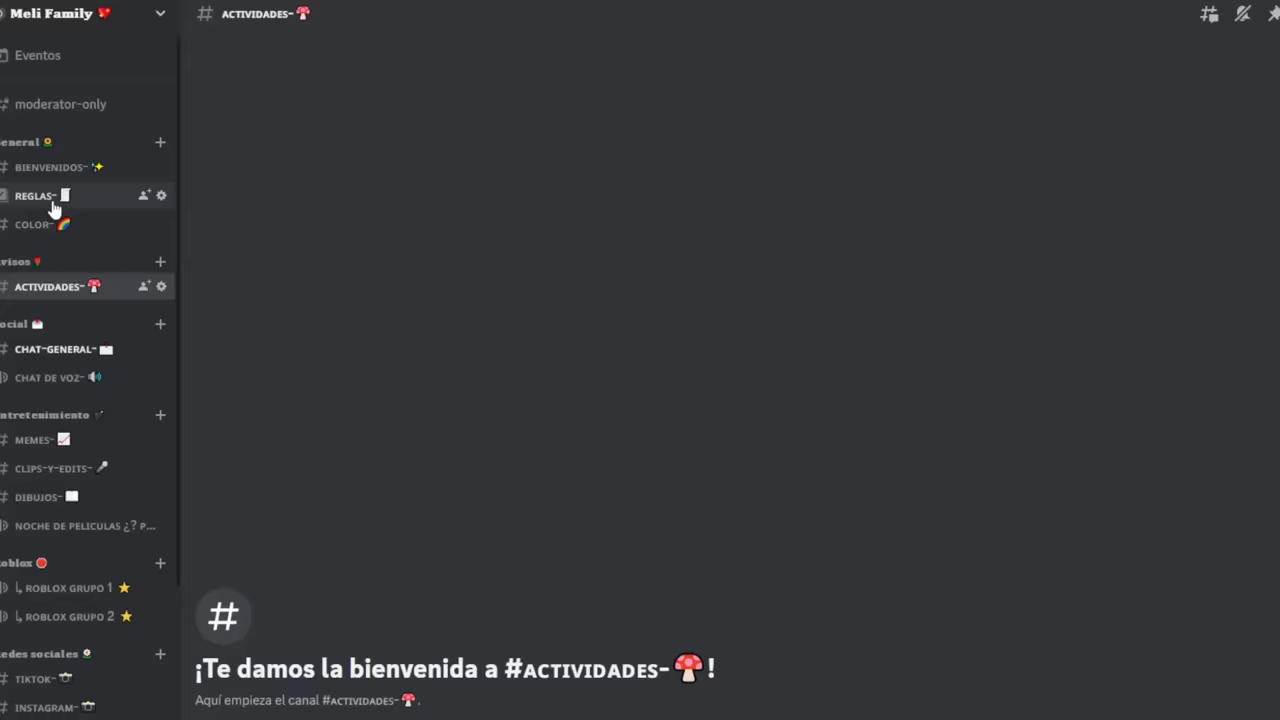 Meli Family
Eventos
moderator-only
eneral
BIENVENIDOS-
REGLAS-
COLOR-
visos
ACTIVIDADES-
ocial
CHAT-GENERAL-
CHAT DE VOZ-
ntretenimiento
MEMES-
CLIPS-Y-EDITS-
DIBUJOS-
NOCHE DE PELICULAS ¿? P...
oblox
ROBLOX GRUPO 1
ROBLOX GRUPO 2
edes sociales
TIKTOK-
INSTAGRAM-
# ACTIVIDADES-🍄
¡Te damos la bienvenida a #ACTIVIDADES-🍄!
Aquí empieza el canal #ACTIVIDADES-🍄.